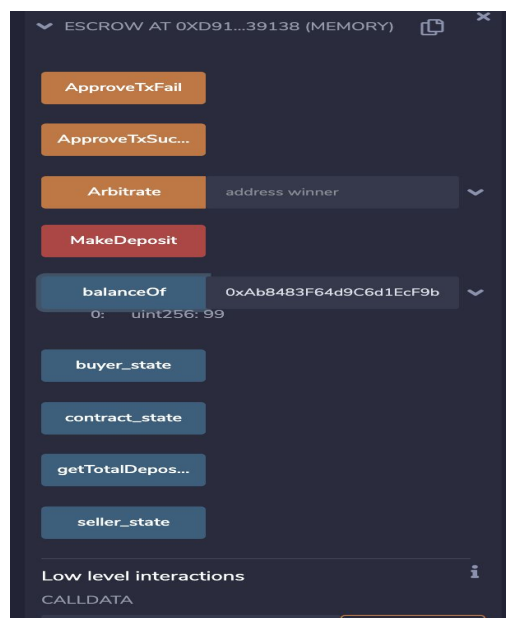 ESCROW AT 0XD91...39138 (MEMORY)
ApproveTxFail
ApproveTxSuc...
Arbitrate address winner
MakeDeposit
balanceOf 0xAb8483F64d9C6d1EcF9b
0: uint256: 99
buyer_state
contract_state
getTotalDepos...
seller_state
Low level interactions
CALLDATA